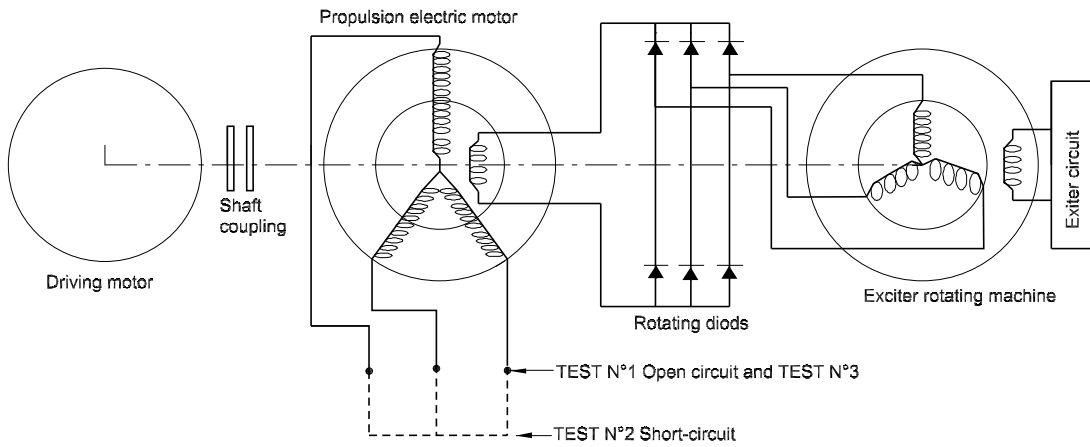 Propulsion electric motor
Shaft
coupling
Driving motor
Exiter circuit
Exciter rotating machine
Rotating diods
TEST N°1 Open circuit and TEST N°3
TEST N°2 Short-circuit